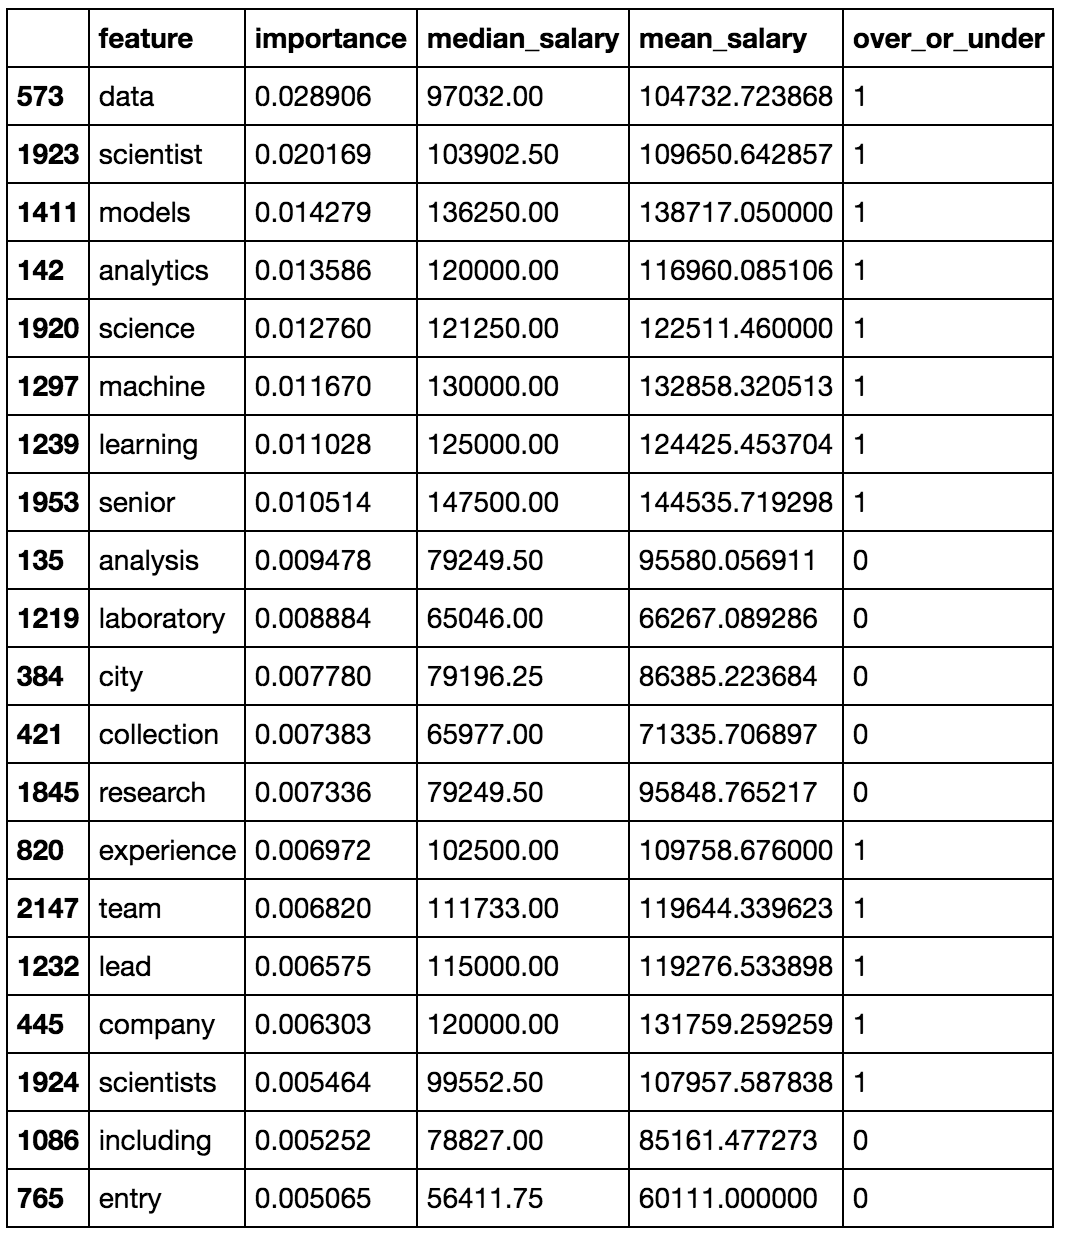 feature importance median_salary mean_salary over_or_under
573 data 0.028906 97032.00 104732.723868 1
1923 scientist 0.020169 103902.50 109650.642857 1
1411 models 0.014279 136250.00 138717.050000 1
142 analytics 0.013586 120000.00 116960.085106 1
1920 science 0.012760 121250.00 122511.460000 1
1297 machine 0.011670 130000.00 132858.320513 1
1239 learning 0.011028 125000.00 124425.453704 1
1953 senior 0.010514 147500.00 144535.719298 1
135 analysis 0.009478 79249.50 95580.056911 0
1219 laboratory 0.008884 65046.00 66267.089286 0
384 city 0.007780 79196.25 86385.223684 0
421 collection 0.007383 65977.00 71335.706897 0
1845 research 0.007336 79249.50 95848.765217 0
820 experience 0.006972 102500.00 109758.676000 1
2147 team 0.006820 111733.00 119644.339623 1
1232 lead 0.006575 115000.00 119276.533898 1
445 company 0.006303 120000.00 131759.259259 1
1924 scientists 0.005464 99552.50 107957.587838 1
1086 including 0.005252 78827.00 85161.477273 0
765 entry 0.005065 56411.75 60111.000000 0